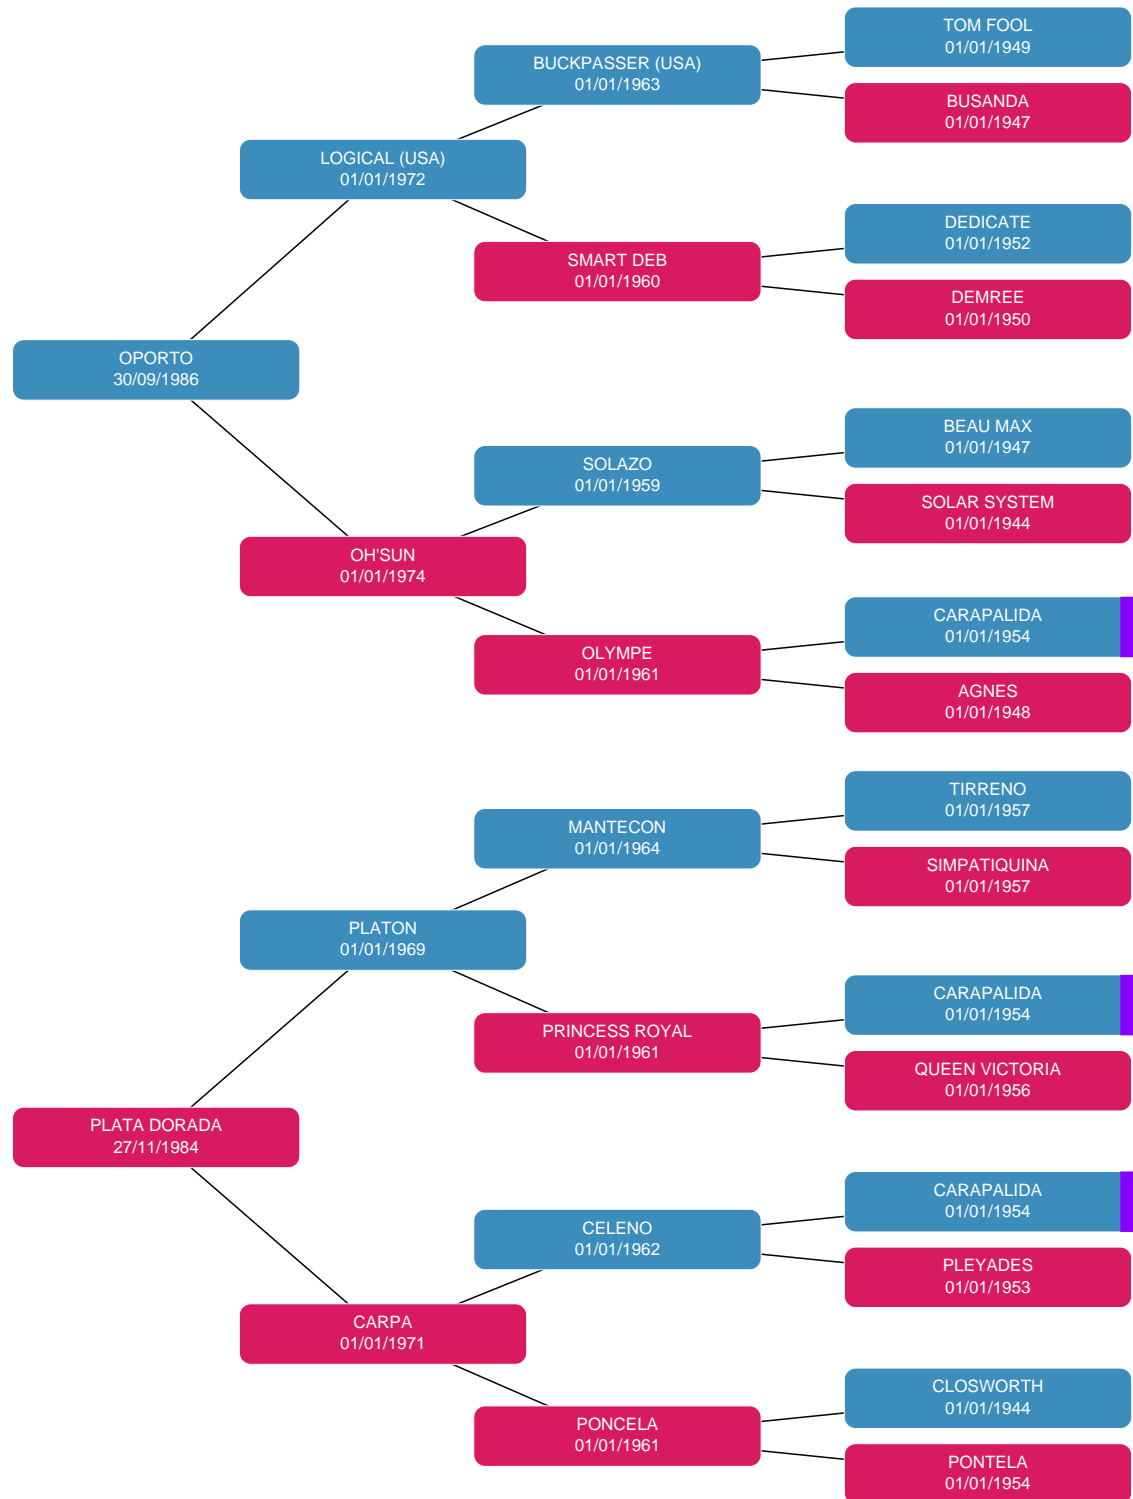 TOM FOOL
01/01/1949
BUCKPASSER (USA)
01/01/1963
BUSANDA
01/01/1947
LOGICAL (USA)
01/01/1972
DEDICATE
01/01/1952
SMART DEB
01/01/1960
DEMREE
01/01/1950
OPORTO
30/09/1986
BEAU MAX
01/01/1947
SOLAZO
01/01/1959
SOLAR SYSTEM
01/01/1944
OH'SUN
01/01/1974
CARAPALIDA
01/01/1954
OLYMPE
01/01/1961
AGNES
01/01/1948
TIRRENO
01/01/1957
MANTECON
01/01/1964
SIMPATIQUINA
01/01/1957
PLATON
01/01/1969
CARAPALIDA
01/01/1954
PRINCESS ROYAL
01/01/1961
QUEEN VICTORIA
01/01/1956
PLATA DORADA
27/11/1984
CARAPALIDA
01/01/1954
CELENO
01/01/1962
PLEYADES
01/01/1953
CARPA
01/01/1971
CLOSWORTH
01/01/1944
PONCELA
01/01/1961
PONTELA
01/01/1954